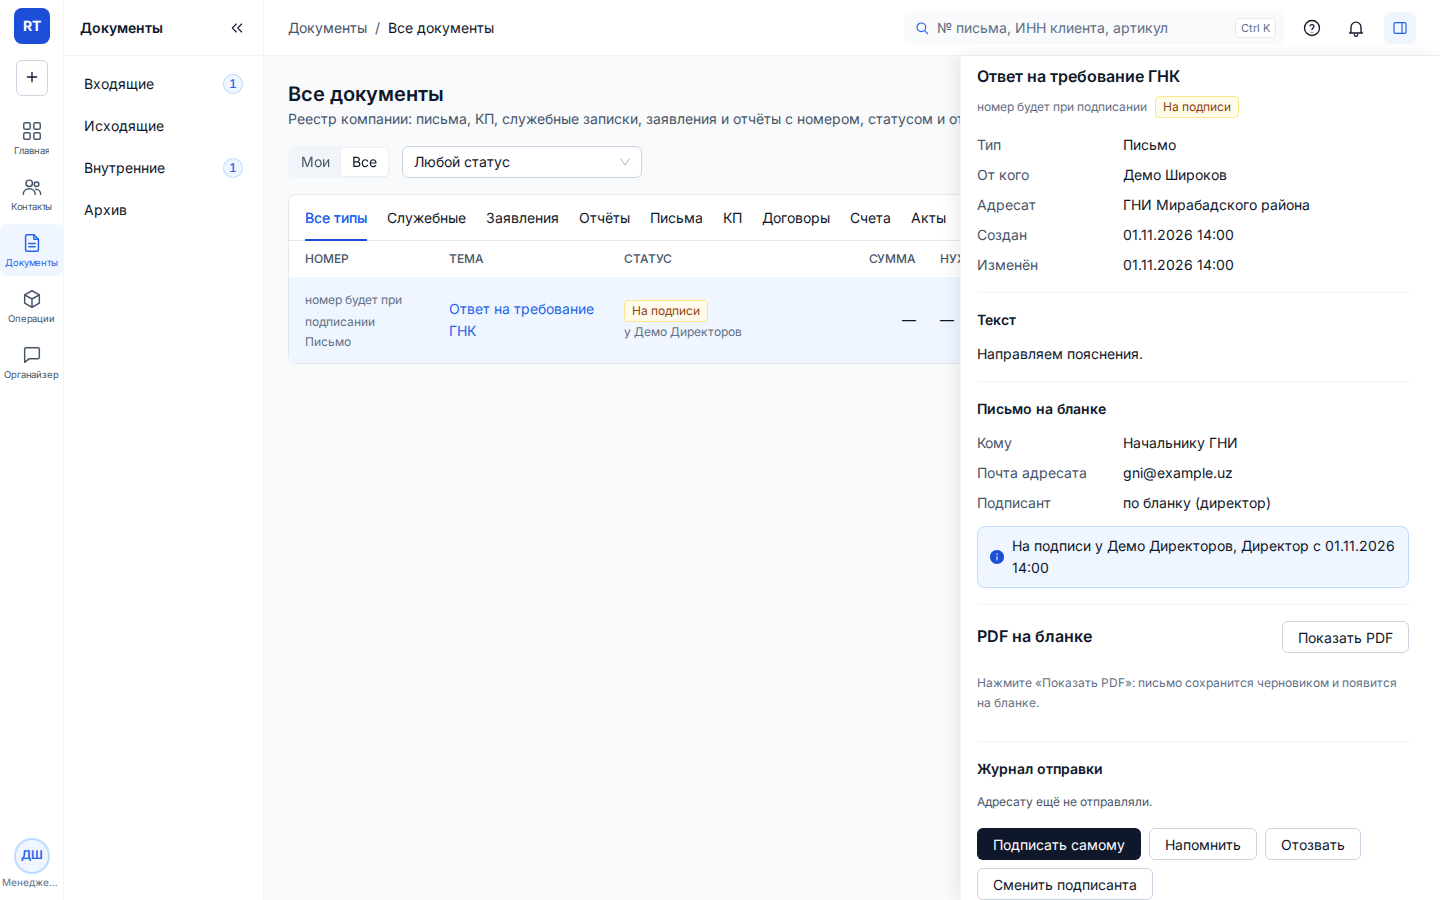 RT
Главная
Контакты
Документы
Операции
Органайзер
ДШ
Менедже...
Документы
Входящие 1
Исходящие
Внутренние 1
Архив
Документы / Все документы
№ письма, ИНН клиента, артикул Ctrl K
Все документы
Реестр компании: письма, КП, служебные записки, заявления и отчёты с номером, статусом и
Мои Все Любой статус
Все типы Служебные Заявления Отчёты Письма КП Договоры Счета Акты
НОМЕР ТЕМА СТАТУС СУММА
номер будет при
подписании
Письмо
Ответ на требование
ГНК
На подписи
у Демо Директоров
— —
Ответ на требование ГНК
номер будет при подписании На подписи
Тип Письмо
От кого Демо Широков
Адресат ГНИ Мирабадского района
Создан 01.11.2026 14:00
Изменён 01.11.2026 14:00
Текст
Направляем пояснения.
Письмо на бланке
Кому Начальнику ГНИ
Почта адресата gni@example.uz
Подписант по бланку (директор)
На подписи у Демо Директоров, Директор с 01.11.2026
14:00
PDF на бланке Показать PDF
Нажмите «Показать PDF»: письмо сохранится черновиком и появится
на бланке.
Журнал отправки
Адресату ещё не отправляли.
Подписать самому Напомнить Отозвать
Сменить подписанта